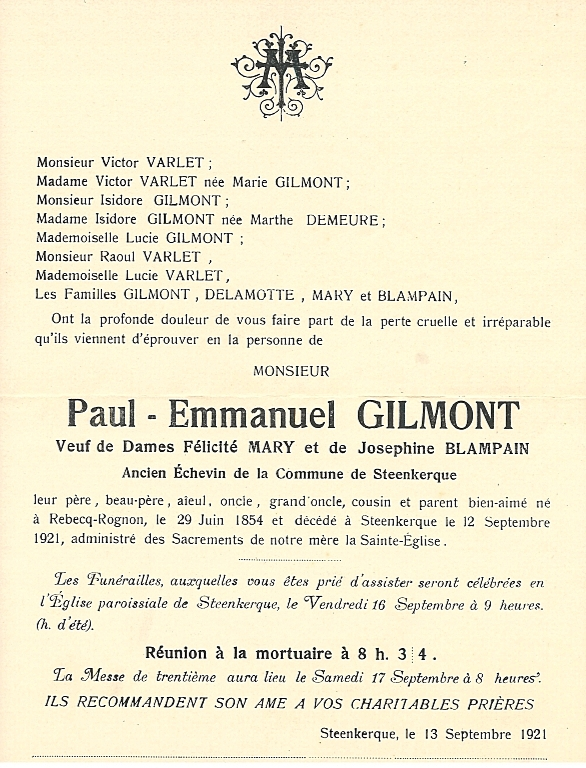 M
Monsieur Victor VARLET ;
Madame Victor VARLET née Marie GILMONT ;
Monsieur Isidore GILMONT ;
Madame Isidore GILMONT née Marthe DEMEURE ;
Mademoiselle Lucie GILMONT ;
Monsieur Raoul VARLET ,
Mademoiselle Lucie VARLET ,
Les Familles GILMONT , DELAMOTTE , MARY et BLAMPAIN,
Ont la profonde douleur de vous faire part de la perte cruelle et irréparable
qu'ils viennent d'éprouver en la personne de
MONSIEUR
Paul - Emmanuel GILMONT
Veuf de Dames Félicité MARY et de Josephine BLAMPAIN
Ancien Échevin de la Commune de Steenkerque
leur père, beau-père, aïeul, oncle, grand'oncle, cousin et parent bien-aimé né
à Rebecq-Rognon, le 29 Juin 1854 et décédé à Steenkerque le 12 Septembre
1921, administré des Sacrements de notre mère la Sainte-Église.
Les Funérailles, auxquelles vous êtes prié d'assister seront célébrées en
l'Église paroissiale de Steenkerque, le Vendredi 16 Septembre à 9 heures.
(h. d'été).
Réunion à la mortuaire à 8 h. 3/4 .
La Messe de trentième aura lieu le Samedi 17 Septembre à 8 heures.
ILS RECOMMANDENT SON AME A VOS CHARITABLES PRIÈRES
Steenkerque, le 13 Septembre 1921